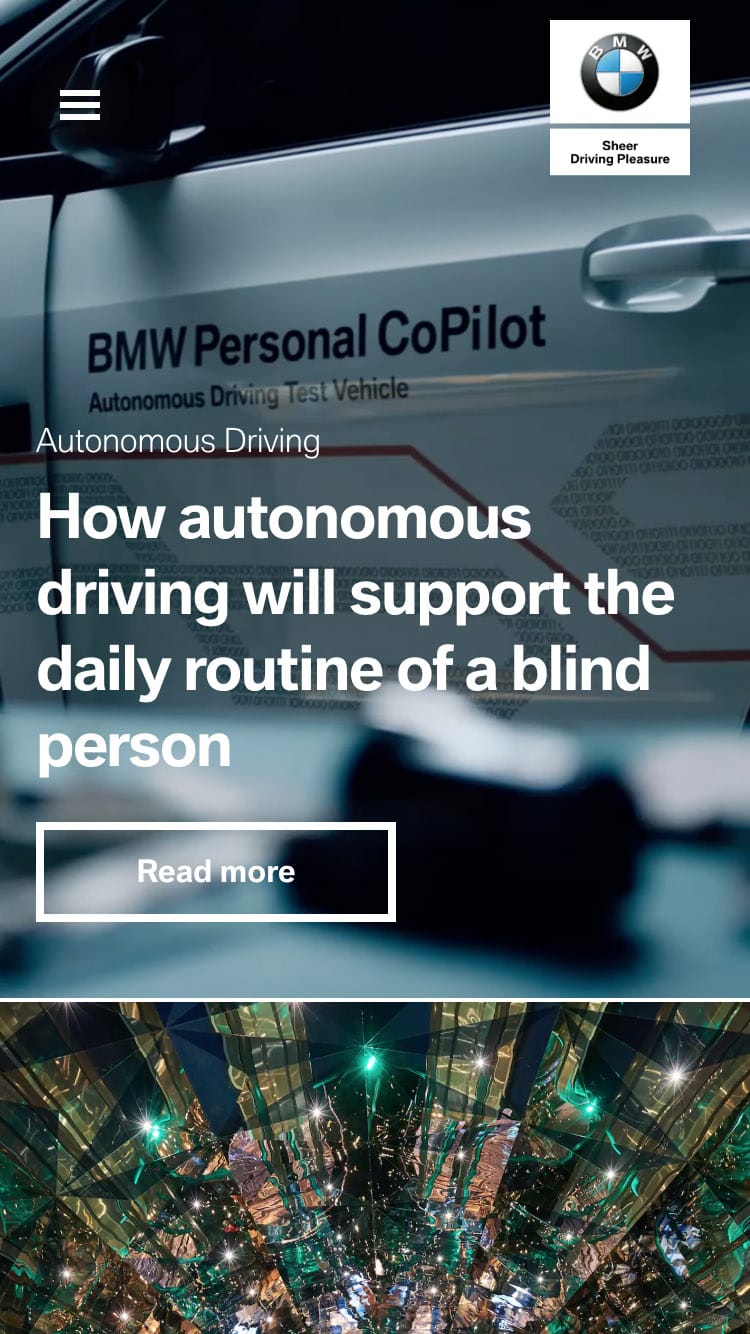 BMW
Sheer
Driving Pleasure
BMW Personal CoPilot
Autonomous Driving Test Vehicle
Autonomous Driving
How autonomous
driving will support the
daily routine of a blind
person
Read more